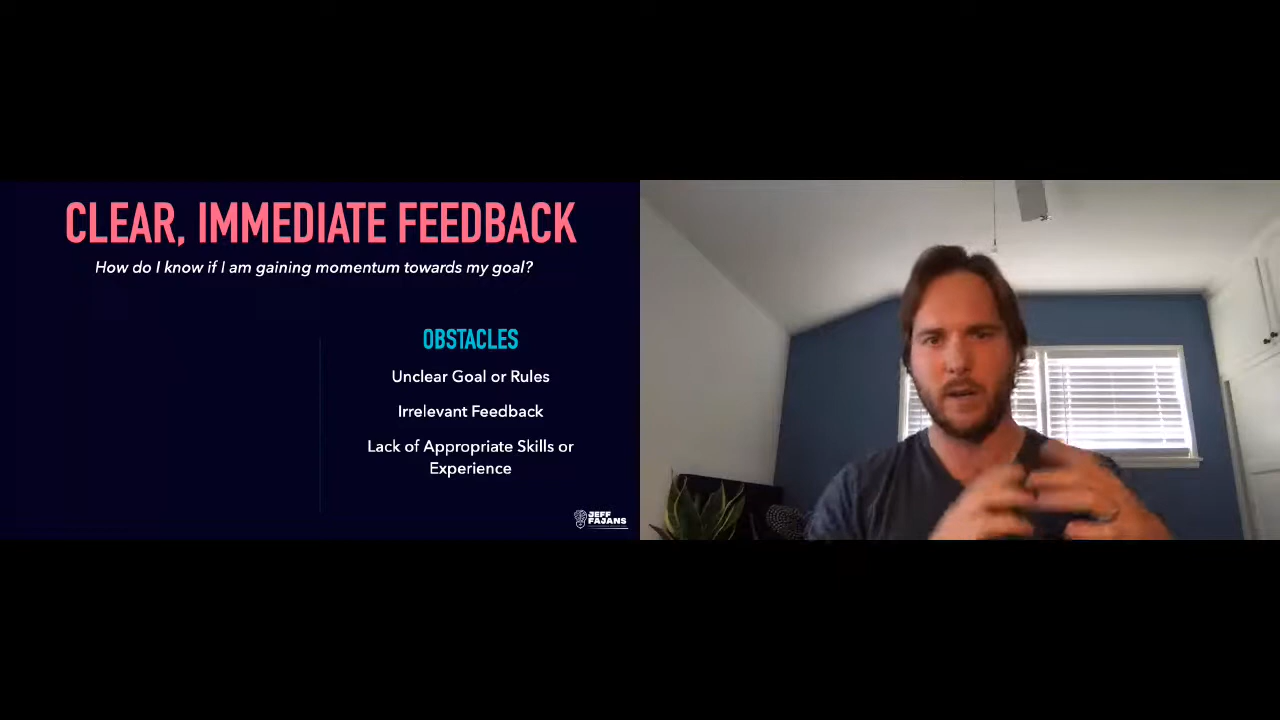 CLEAR, IMMEDIATE FEEDBACK
How do I know if I am gaining momentum towards my goal?
OBSTACLES
Unclear Goal or Rules
Irrelevant Feedback
Lack of Appropriate Skills or
Experience
JEFF
FAJANS